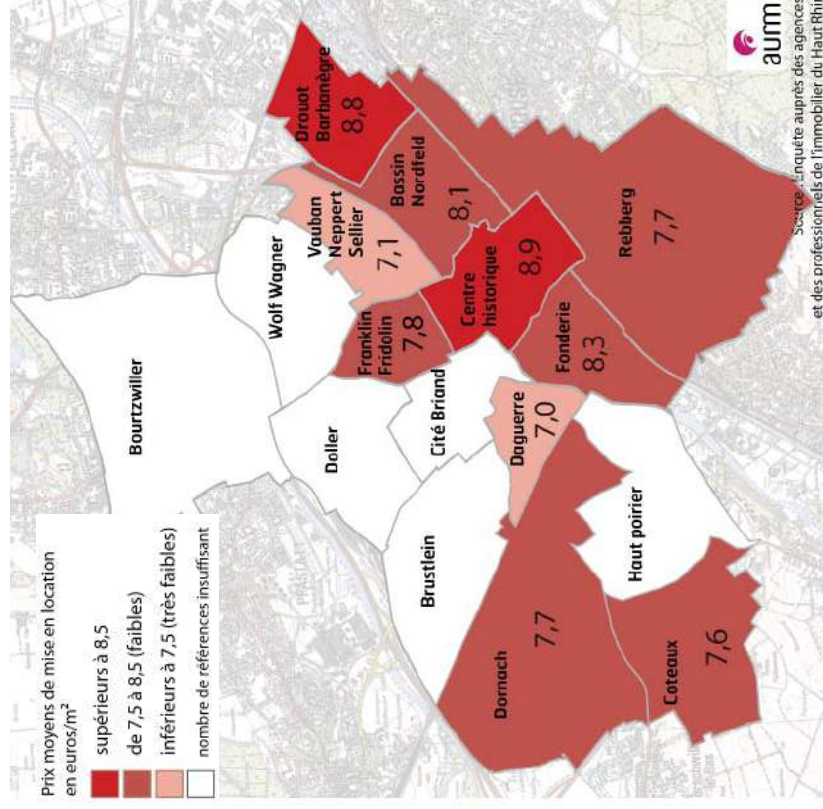 Prix moyens de mise en location
en euros/m²
supérieurs à 8,5
de 7,5 à 8,5 (faibles)
inférieurs à 7,5 (très faibles)
nombre de références insuffisant
Bourtzwiller
Wolf Wagner
Drouot
Barbanègre
8,8
Vauban
Neppert
Sellier
7,1
Bassin
Nordfeld
8,1
Doller
Franklin
Fridolin
7,8
Cité Briand
Centre
historique
8,9
Brustlein
Daguerre
7,0
Fonderie
8,3
Rebberg
7,7
Dornach
7,7
Haut poirier
Coteaux
7,6
aurm
Source : Enquête auprès des agences
et des professionnels de l'immobilier du Haut Rhin